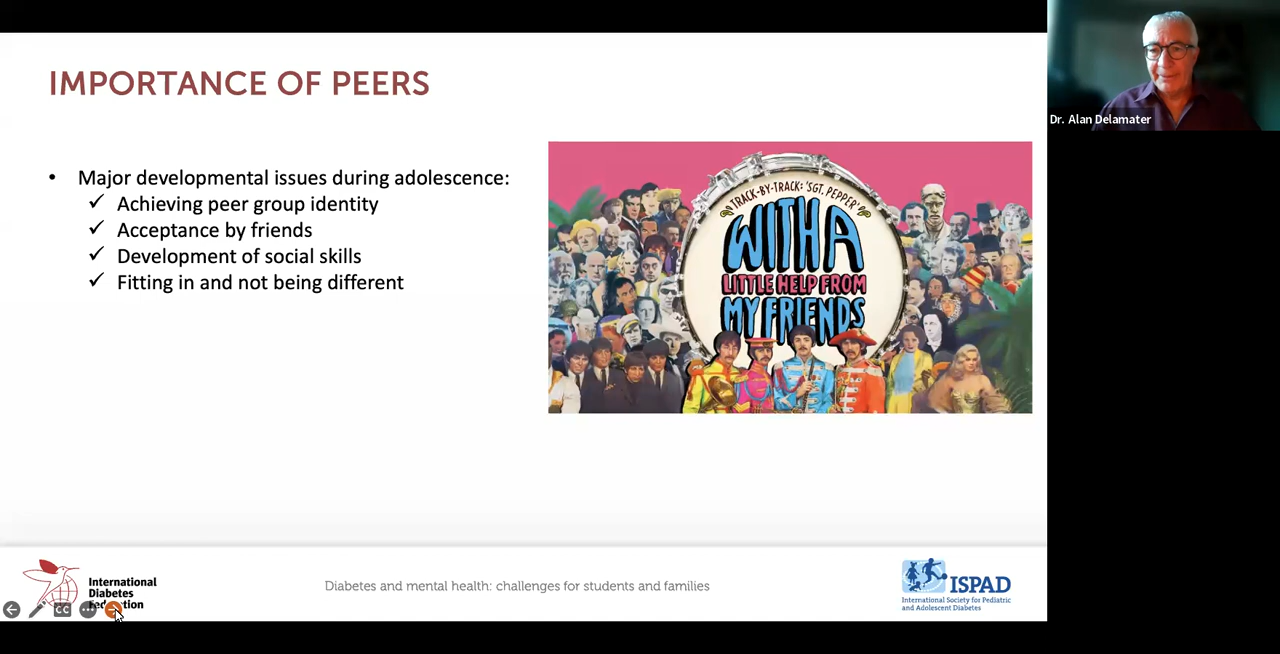 IMPORTANCE OF PEERS
• Major developmental issues during adolescence:
✓ Achieving peer group identity
✓ Acceptance by friends
✓ Development of social skills
✓ Fitting in and not being different
TRACK-BY-TRACK: 'SGT. PEPPER'
WITH A
LITTLE HELP FROM
MY FRIENDS
Dr. Alan Delamater
International
Diabetes
CC
Diabetes and mental health: challenges for students and families
ISPAD
International Society for Pediatric
and Adolescent Diabetes